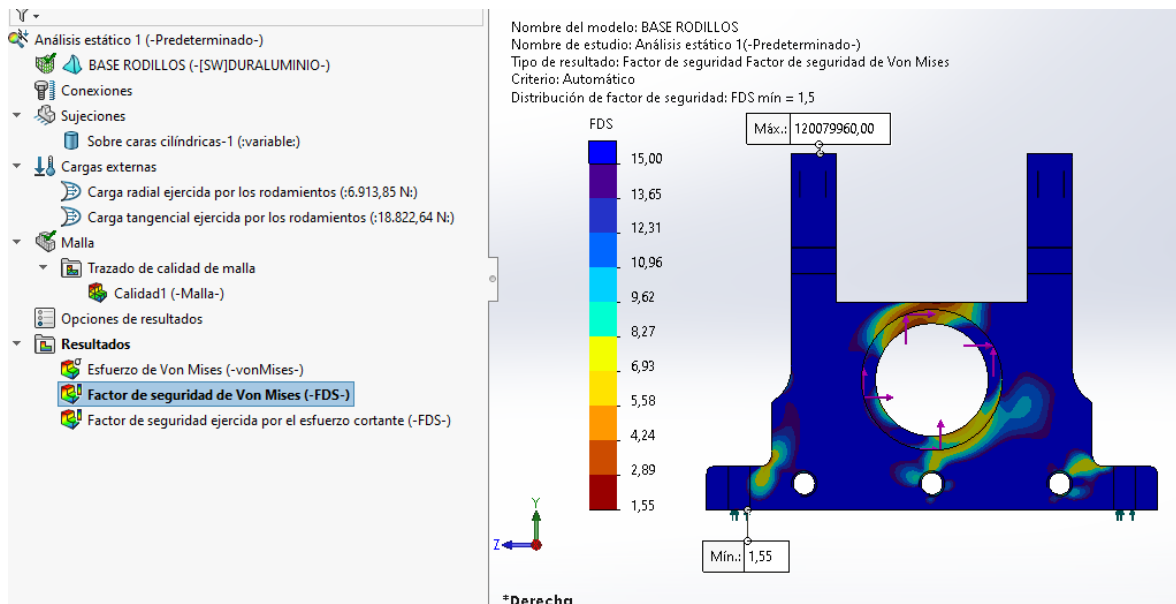 Análisis estático 1 (-Predeterminado-)
BASE RODILLOS (-[SW]DURALUMINIO-)
Conexiones
Sujeciones
Sobre caras cilíndricas-1 (:variable:)
Cargas externas
Carga radial ejercida por los rodamientos (:6.913,85 N:)
Carga tangencial ejercida por los rodamientos (:18.822,64 N:)
Malla
Trazado de calidad de malla
Calidad1 (-Malla-)
Opciones de resultados
Resultados
Esfuerzo de Von Mises (-vonMises-)
Factor de seguridad de Von Mises (-FDS-)
Factor de seguridad ejercida por el esfuerzo cortante (-FDS-)
Nombre del modelo: BASE RODILLOS
Nombre de estudio: Análisis estático 1(-Predeterminado-)
Tipo de resultado: Factor de seguridad Factor de seguridad de Von Mises
Criterio: Automático
Distribución de factor de seguridad: FDS mín = 1,5
FDS
15,00
13,65
12,31
10,96
9,62
8,27
6,93
5,58
4,24
2,89
1,55
Máx.: 120079960,00
Mín.: 1,55
Y
Z
*Derecha